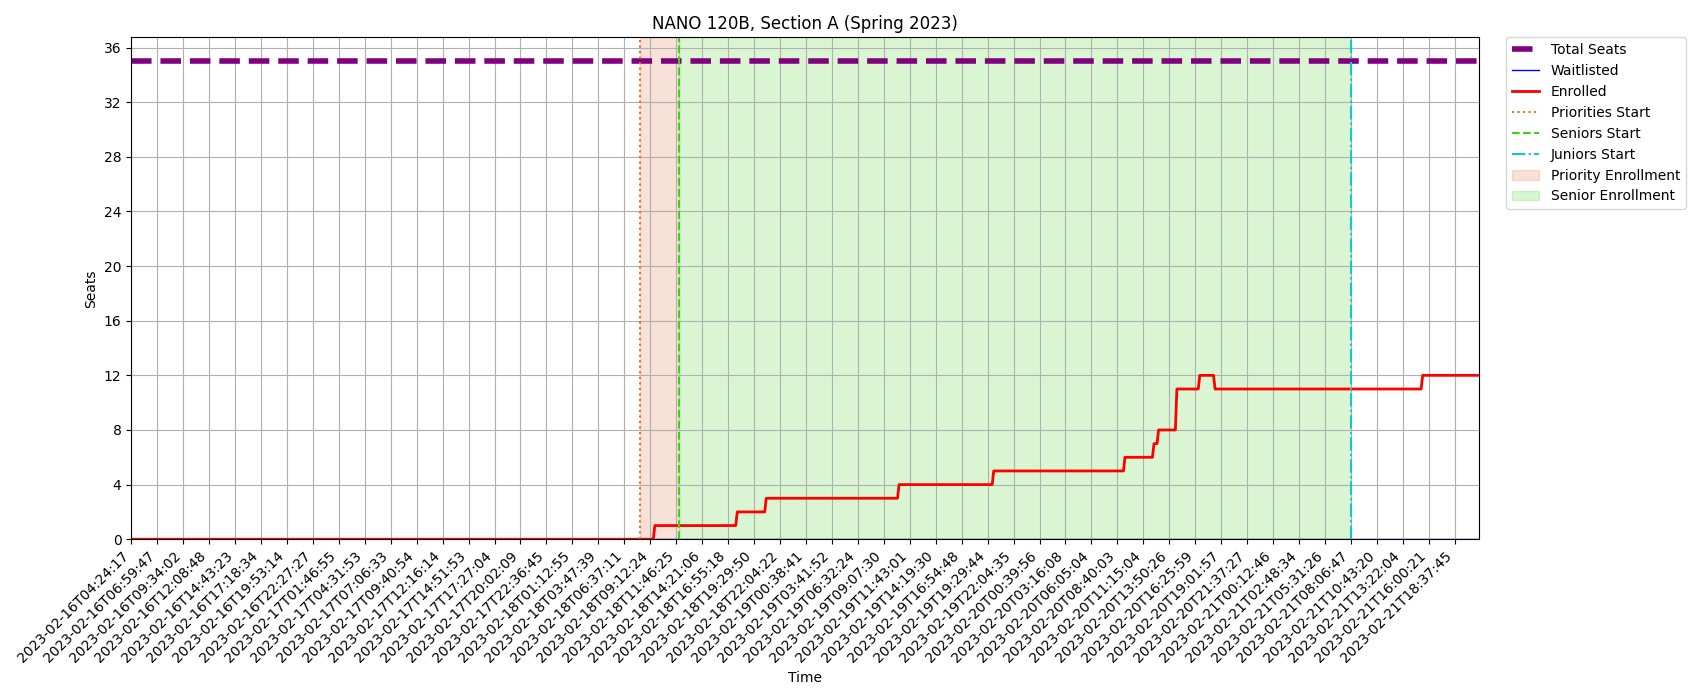 NANO 120B, Section A (Spring 2023)
36
32
28
24
20
16
12
8
4
0
Seats
2023-02-16T04:24:17
2023-02-16T06:59:47
2023-02-16T09:34:02
2023-02-16T12:08:48
2023-02-16T14:43:23
2023-02-16T17:18:34
2023-02-16T19:53:14
2023-02-16T22:27:27
2023-02-17T01:46:55
2023-02-17T04:31:53
2023-02-17T07:06:33
2023-02-17T09:40:54
2023-02-17T12:16:14
2023-02-17T14:51:53
2023-02-17T17:27:04
2023-02-17T20:02:09
2023-02-17T22:36:45
2023-02-18T01:12:55
2023-02-18T03:47:39
2023-02-18T06:37:11
2023-02-18T09:12:24
2023-02-18T11:46:25
2023-02-18T14:21:06
2023-02-18T16:55:18
2023-02-18T19:29:50
2023-02-18T22:04:22
2023-02-19T00:38:41
2023-02-19T03:41:52
2023-02-19T06:32:24
2023-02-19T09:07:30
2023-02-19T11:43:01
2023-02-19T14:19:30
2023-02-19T16:54:48
2023-02-19T19:29:44
2023-02-19T22:04:35
2023-02-20T00:39:56
2023-02-20T03:16:08
2023-02-20T06:05:04
2023-02-20T08:40:03
2023-02-20T11:15:04
2023-02-20T13:50:26
2023-02-20T16:25:59
2023-02-20T19:01:57
2023-02-20T21:37:27
2023-02-21T00:12:46
2023-02-21T02:48:34
2023-02-21T05:31:26
2023-02-21T08:06:47
2023-02-21T10:43:20
2023-02-21T13:22:04
2023-02-21T16:00:21
2023-02-21T18:37:45
Time
Total Seats
Waitlisted
Enrolled
Priorities Start
Seniors Start
Juniors Start
Priority Enrollment
Senior Enrollment